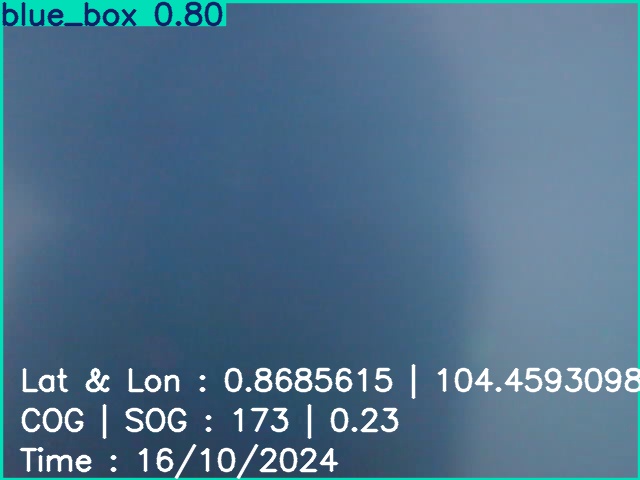 blue_box 0.80
Lat & Lon : 0.8685615 | 104.4593098
COG | SOG : 173 | 0.23
Time : 16/10/2024